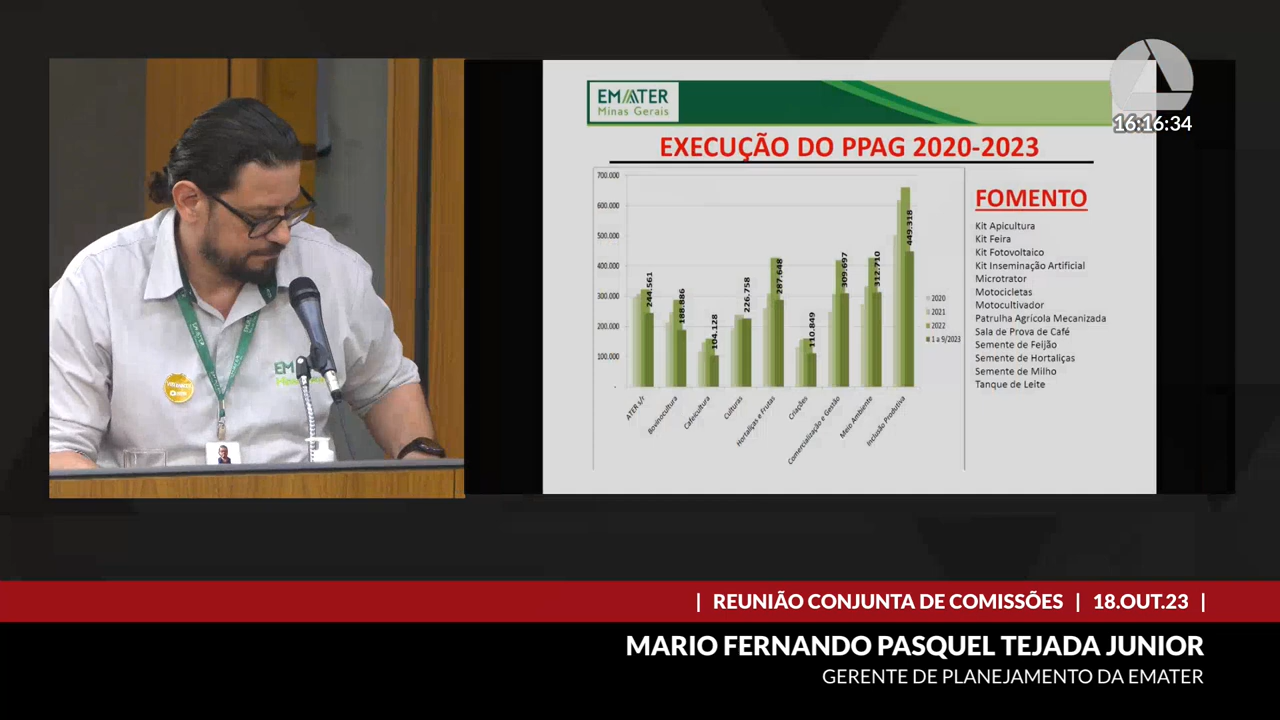 EMATER
Minas Gerais
16:16:34
EXECUÇÃO DO PPAG 2020-2023
700.000
600.000
500.000
400.000
300.000
200.000
100.000
-
244.561
188.886
104.128
226.758
287.648
110.849
309.697
312.710
449.318
ATER s/r
Bovinocultura
Cafeicultura
Culturas
Hortaliças e Frutas
Criações
Comercialização e Gestão
Meio Ambiente
Inclusão Produtiva
2020
2021
2022
1 a 9/2023
FOMENTO
Kit Apicultura
Kit Feira
Kit Fotovoltaico
Kit Inseminação Artificial
Microtrator
Motocicletas
Motocultivador
Patrulha Agrícola Mecanizada
Sala de Prova de Café
Semente de Feijão
Semente de Hortaliças
Semente de Milho
Tanque de Leite
| REUNIÃO CONJUNTA DE COMISSÕES | 18.OUT.23 |
MARIO FERNANDO PASQUEL TEJADA JUNIOR
GERENTE DE PLANEJAMENTO DA EMATER